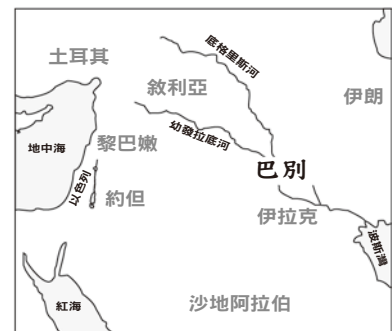 土耳其
底格里斯河
敘利亞
伊朗
幼發拉底河
地中海
黎巴嫩
巴別
以色列
約但
伊拉克
波斯灣
紅海
沙地阿拉伯